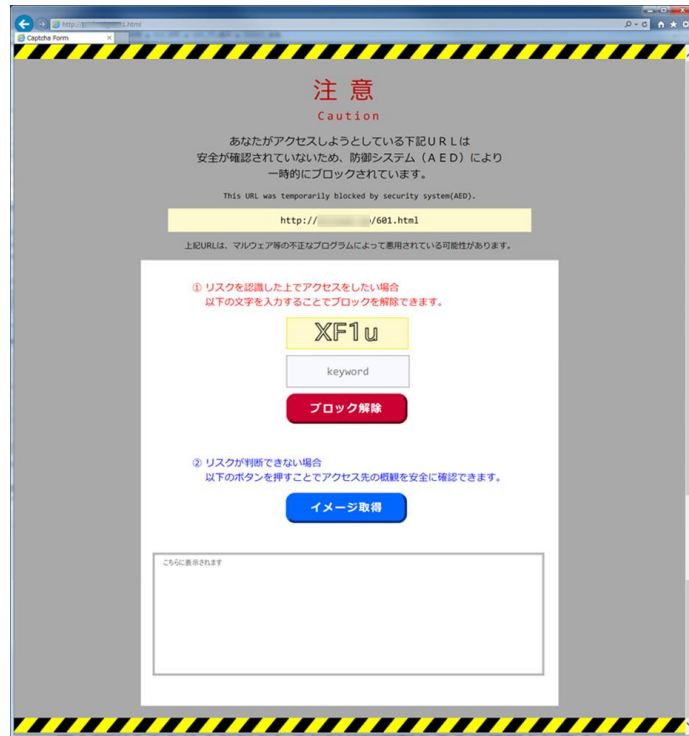 Captcha Form
注意
Caution
あなたがアクセスしようとしている下記ＵＲＬは
安全が確認されていないため、防御システム（ＡＥＤ）により
一時的にブロックされています。
This URL was temporarily blocked by security system(AED).
http:// /601.html
上記URLは、マルウェア等の不正なプログラムによって悪用されている可能性があります。
① リスクを認識した上でアクセスをしたい場合
以下の文字を入力することでブロックを解除できます。
XF1u
keyword
ブロック解除
② リスクが判断できない場合
以下のボタンを押すことでアクセス先の概観を安全に確認できます。
イメージ取得
こちらに表示されます